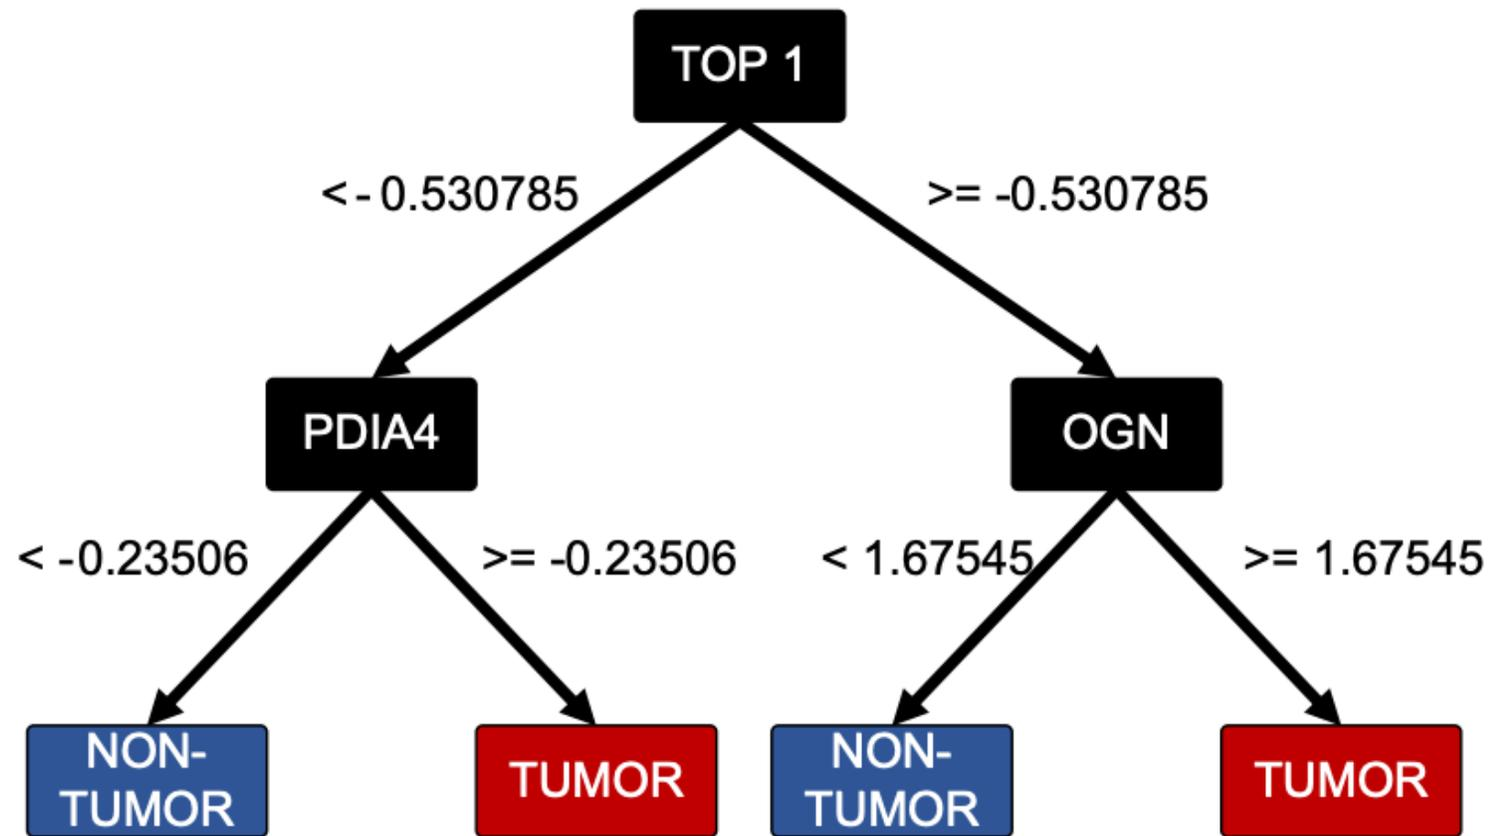 TOP 1
< - 0.530785
>= -0.530785
PDIA4
OGN
< -0.23506
>= -0.23506
< 1.67545
>= 1.67545
NON-
TUMOR
TUMOR
NON-
TUMOR
TUMOR